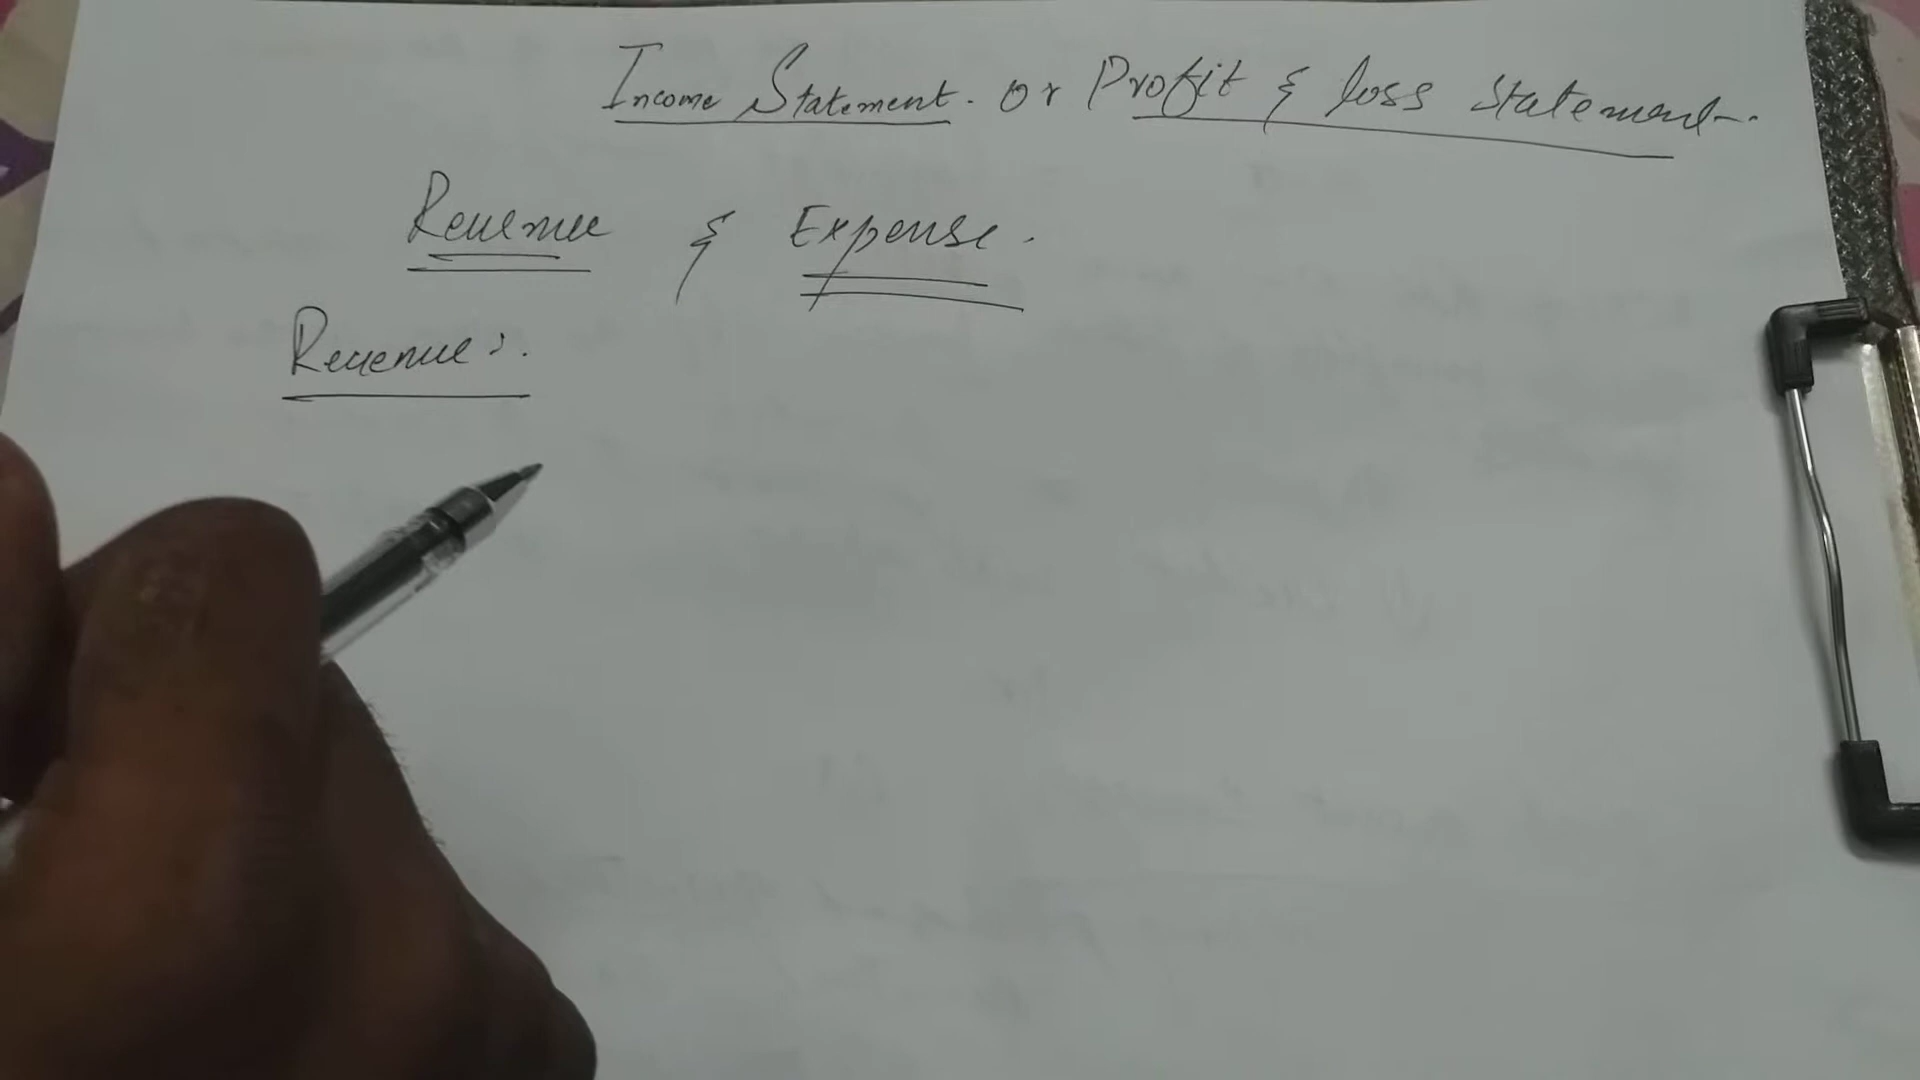 Income Statement. or Profit & loss statement.
Revenue & Expense.
Revenue :.